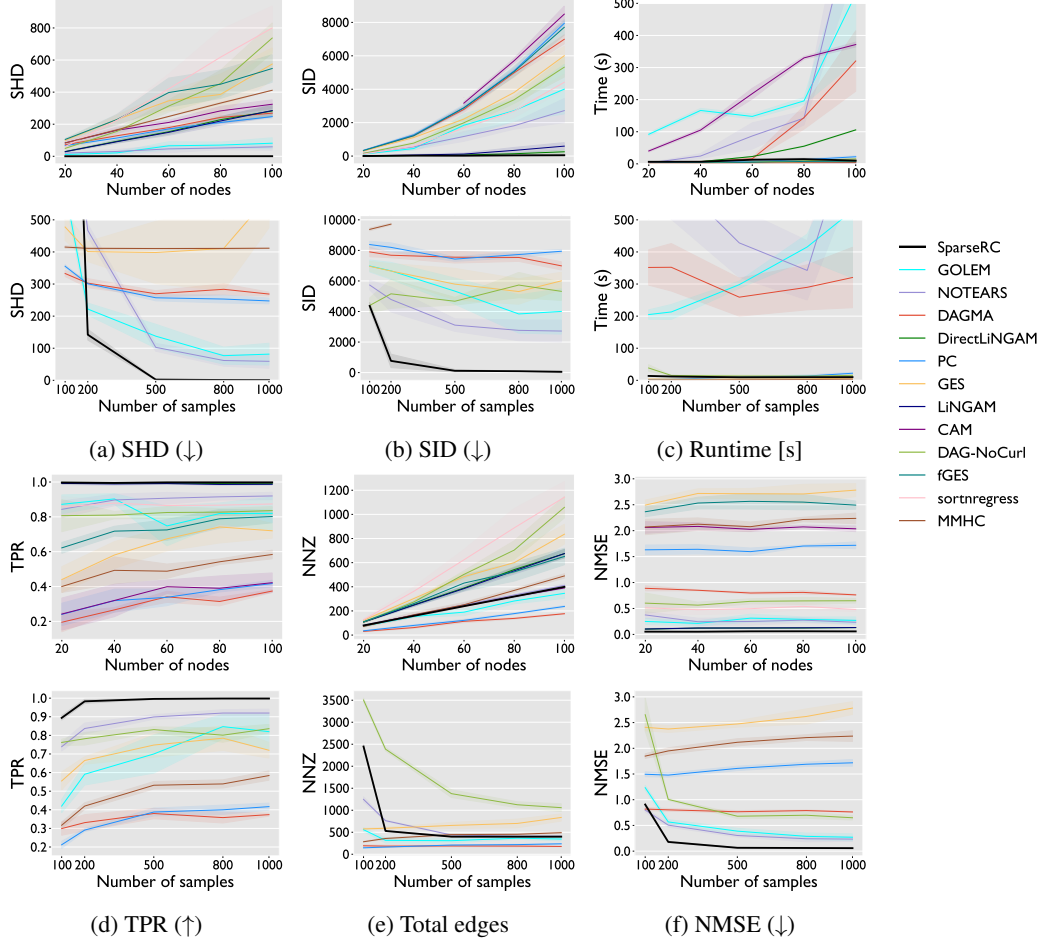 800
600
400
200
0
SHD
20 40 60 80 100
Number of nodes
8000
6000
4000
2000
0
SID
20 40 60 80 100
Number of nodes
500
400
300
200
100
0
Time (s)
20 40 60 80 100
Number of nodes
500
400
300
200
100
0
SHD
100 200 500 800 1000
Number of samples
(a) SHD (↓)
10000
8000
6000
4000
2000
0
SID
100 200 500 800 1000
Number of samples
(b) SID (↓)
500
400
300
200
100
0
Time (s)
100 200 500 800 1000
Number of samples
(c) Runtime [s]
SparseRC
GOLEM
NOTEARS
DAGMA
DirectLiNGAM
PC
GES
LiNGAM
CAM
DAG-NoCurl
fGES
sortnregress
MMHC
1.0
0.8
0.6
0.4
0.2
TPR
20 40 60 80 100
Number of nodes
1200
1000
800
600
400
200
0
NNZ
20 40 60 80 100
Number of nodes
3.0
2.5
2.0
1.5
1.0
0.5
0.0
NMSE
20 40 60 80 100
Number of nodes
1.0
0.9
0.8
0.7
0.6
0.5
0.4
0.3
0.2
TPR
100 200 500 800 1000
Number of samples
(d) TPR (↑)
3500
3000
2500
2000
1500
1000
500
0
NNZ
100 200 500 800 1000
Number of samples
(e) Total edges
3.0
2.5
2.0
1.5
1.0
0.5
0.0
NMSE
100 200 500 800 1000
Number of samples
(f) NMSE (↓)